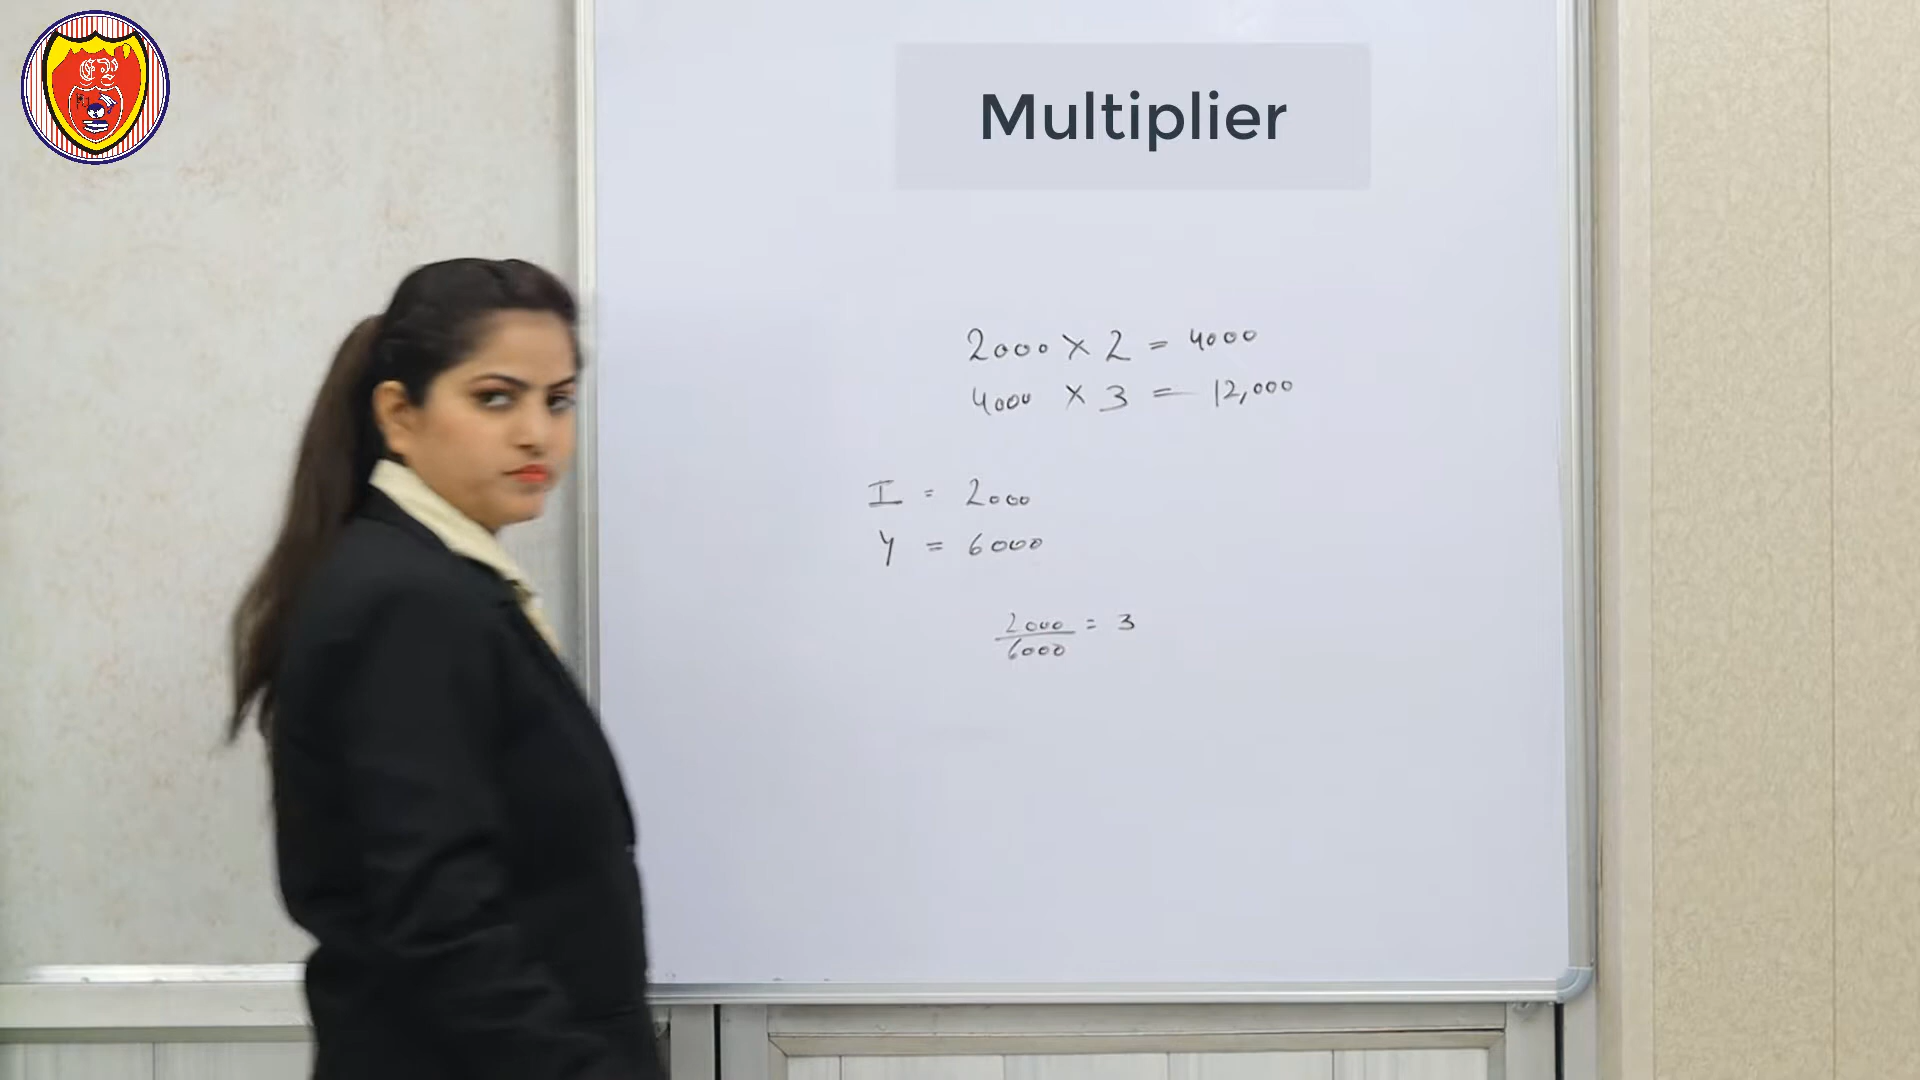 Multiplier
2000 × 2 = 4000
4000 × 3 = 12,000
I = 2000
Y = 6000
2000
6000 = 3